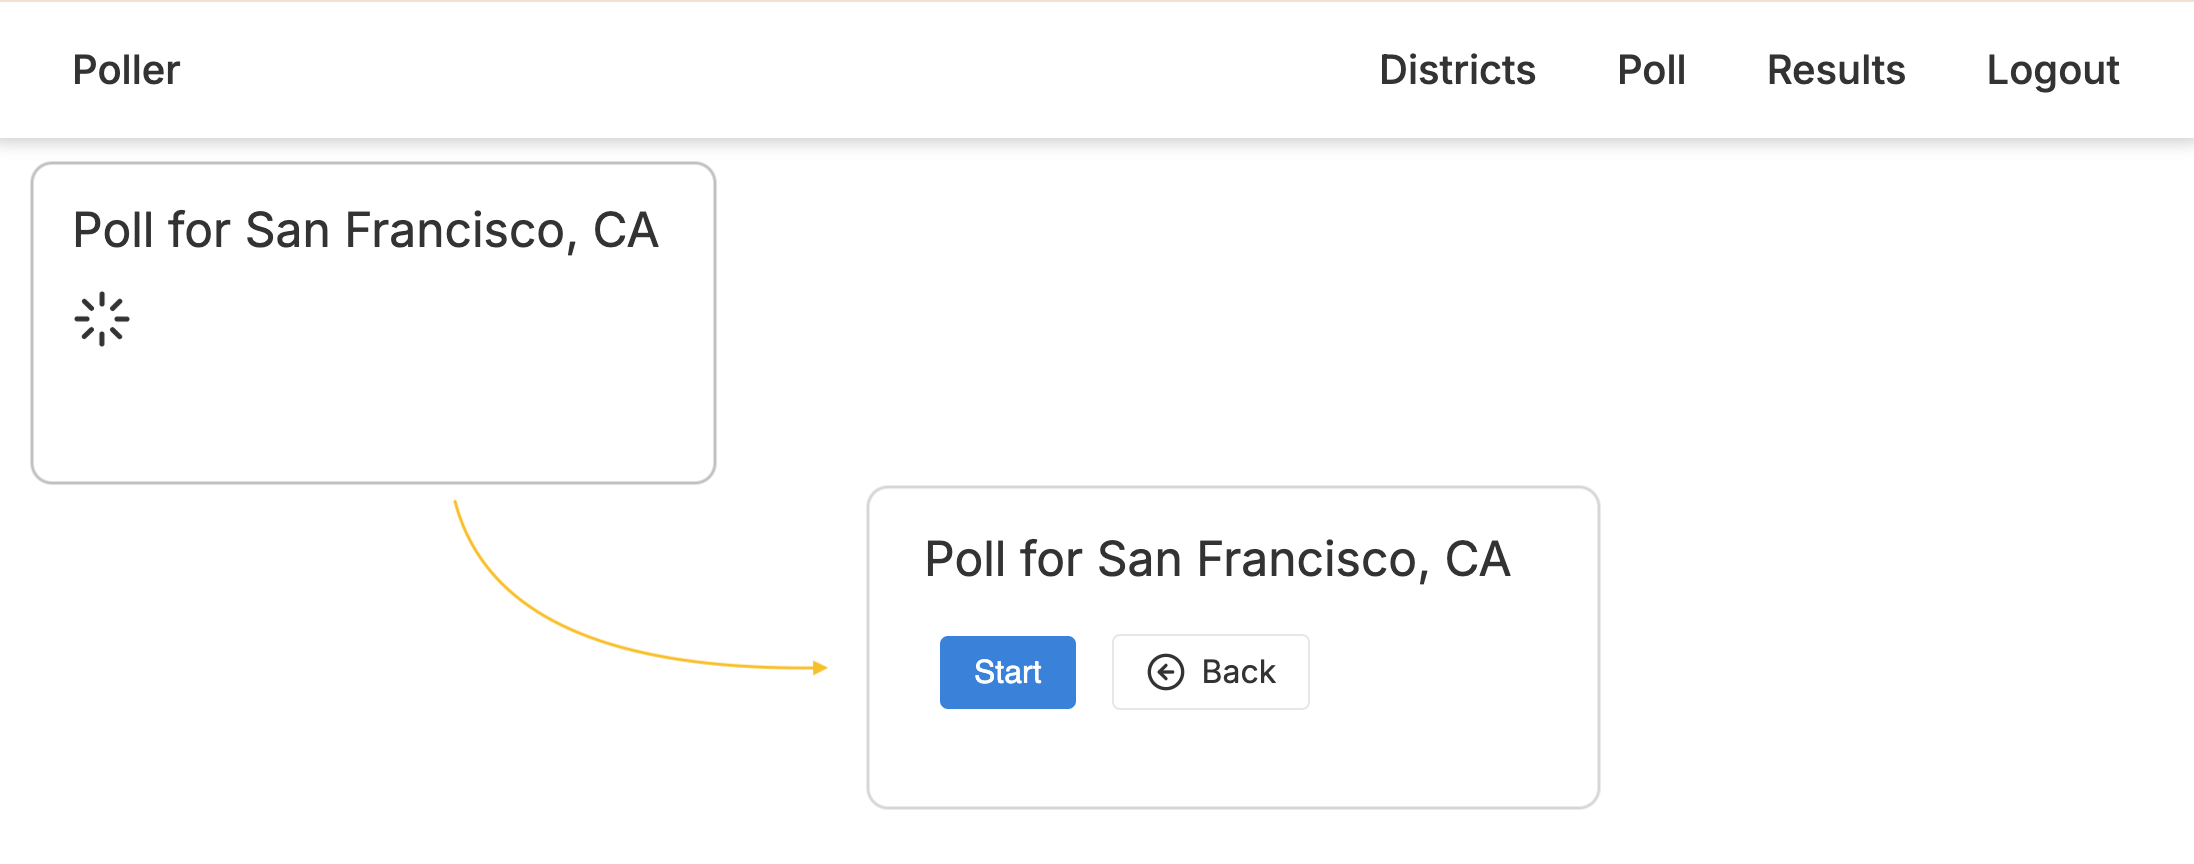 Poller Districts Poll Results Logout
Poll for San Francisco, CA
Poll for San Francisco, CA
Start Back